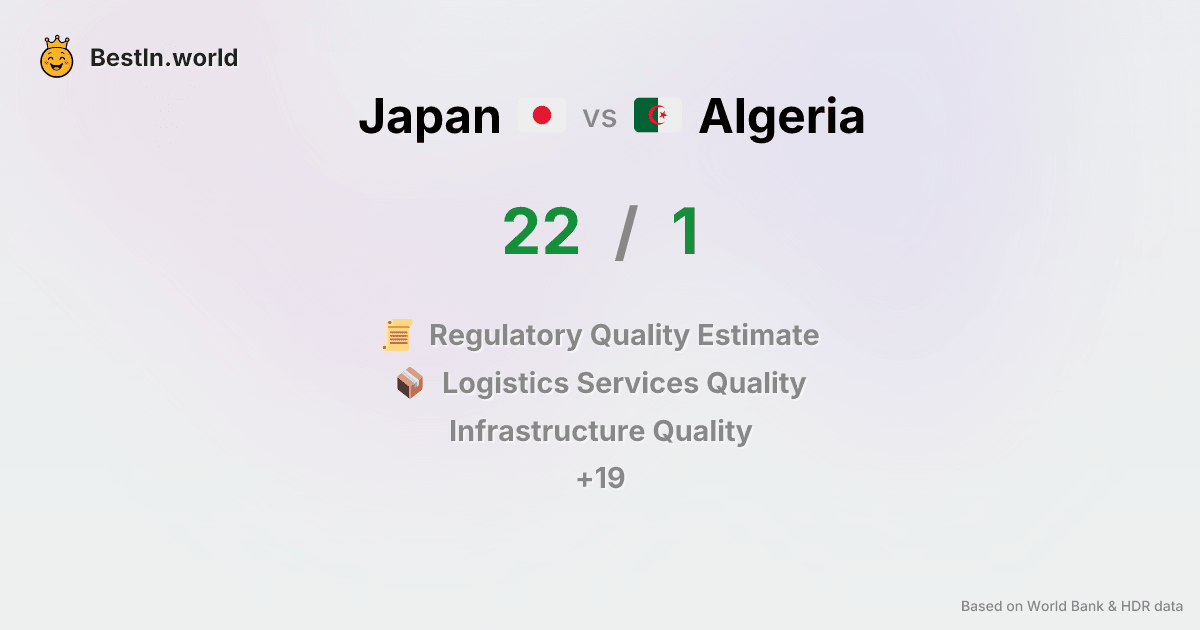 BestIn.world
Japan vs Algeria
22 / 1
Regulatory Quality Estimate
Logistics Services Quality
Infrastructure Quality
+19
Based on World Bank & HDR data